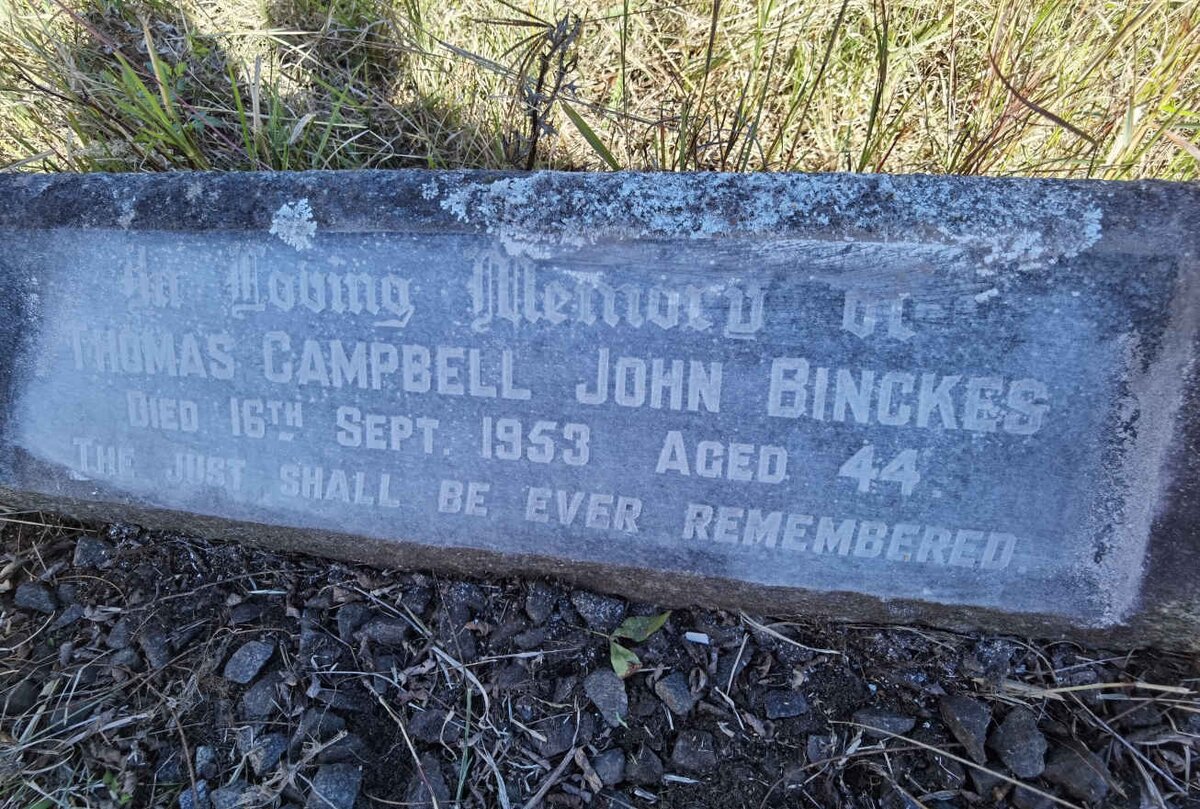 In Loving Memory of
THOMAS CAMPBELL JOHN BINCKES
DIED 16TH SEPT. 1953 AGED 44.
THE JUST SHALL BE EVER REMEMBERED.